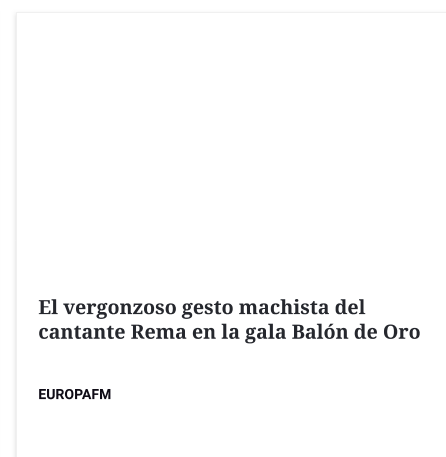 El vergonzoso gesto machista del
cantante Rema en la gala Balón de Oro
EUROPAFM